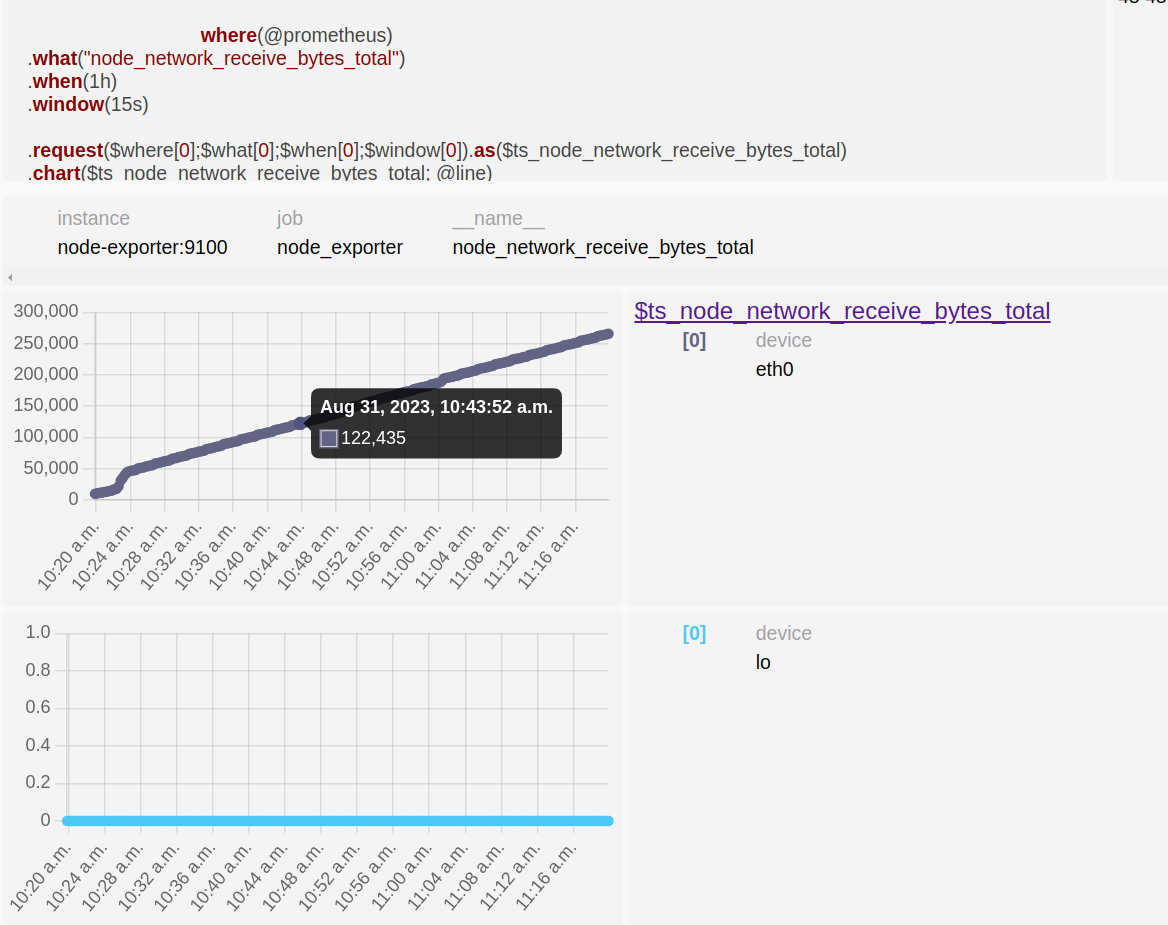 where(@prometheus)
.what("node_network_receive_bytes_total")
.when(1h)
.window(15s)
.request($where[0];$what[0];$when[0];$window[0]).as($ts_node_network_receive_bytes_total)
.chart($ts_node_network_receive_bytes_total; @line)
instance job __name__
node-exporter:9100 node_exporter node_network_receive_bytes_total
$ts_node_network_receive_bytes_total
[0] device
eth0
300,000
250,000
200,000
150,000
100,000
50,000
0
Aug 31, 2023, 10:43:52 a.m.
122,435
10:20 a.m.
10:24 a.m.
10:28 a.m.
10:32 a.m.
10:36 a.m.
10:40 a.m.
10:44 a.m.
10:48 a.m.
10:52 a.m.
10:56 a.m.
11:00 a.m.
11:04 a.m.
11:08 a.m.
11:12 a.m.
11:16 a.m.
[0] device
lo
1.0
0.8
0.6
0.4
0.2
0
10:20 a.m.
10:24 a.m.
10:28 a.m.
10:32 a.m.
10:36 a.m.
10:40 a.m.
10:44 a.m.
10:48 a.m.
10:52 a.m.
10:56 a.m.
11:00 a.m.
11:04 a.m.
11:08 a.m.
11:12 a.m.
11:16 a.m.